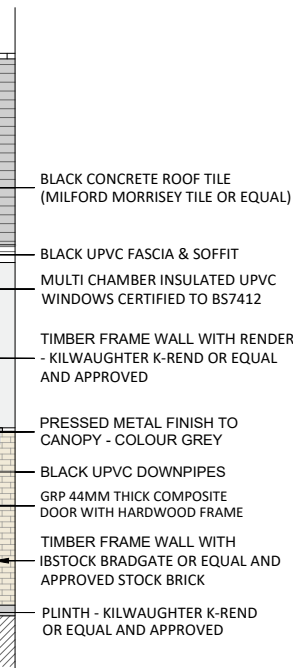 BLACK CONCRETE ROOF TILE
(MILFORD MORRISEY TILE OR EQUAL)
BLACK UPVC FASCIA & SOFFIT
MULTI CHAMBER INSULATED UPVC
WINDOWS CERTIFIED TO BS7412
TIMBER FRAME WALL WITH RENDER
- KILWAUGHTER K-REND OR EQUAL
AND APPROVED
PRESSED METAL FINISH TO
CANOPY - COLOUR GREY
BLACK UPVC DOWNPIPES
GRP 44MM THICK COMPOSITE
DOOR WITH HARDWOOD FRAME
TIMBER FRAME WALL WITH
IBSTOCK BRADGATE OR EQUAL AND
APPROVED STOCK BRICK
PLINTH - KILWAUGHTER K-REND
OR EQUAL AND APPROVED